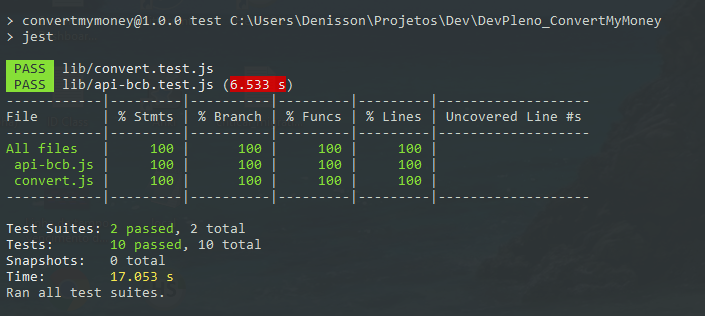 > convertmymoney@1.0.0 test C:\Users\Denisson\Projetos\Dev\DevPleno_ConvertMyMoney
> jest
PASS lib/convert.test.js
PASS lib/api-bcb.test.js (6.533 s)
------------|---------|----------|---------|---------|-------------------
File        | % Stmts | % Branch | % Funcs | % Lines | Uncovered Line #s
------------|---------|----------|---------|---------|-------------------
All files   |     100 |      100 |     100 |     100 |
 api-bcb.js |     100 |      100 |     100 |     100 |
 convert.js |     100 |      100 |     100 |     100 |
------------|---------|----------|---------|---------|-------------------
Test Suites: 2 passed, 2 total
Tests:       10 passed, 10 total
Snapshots:   0 total
Time:        17.053 s
Ran all test suites.